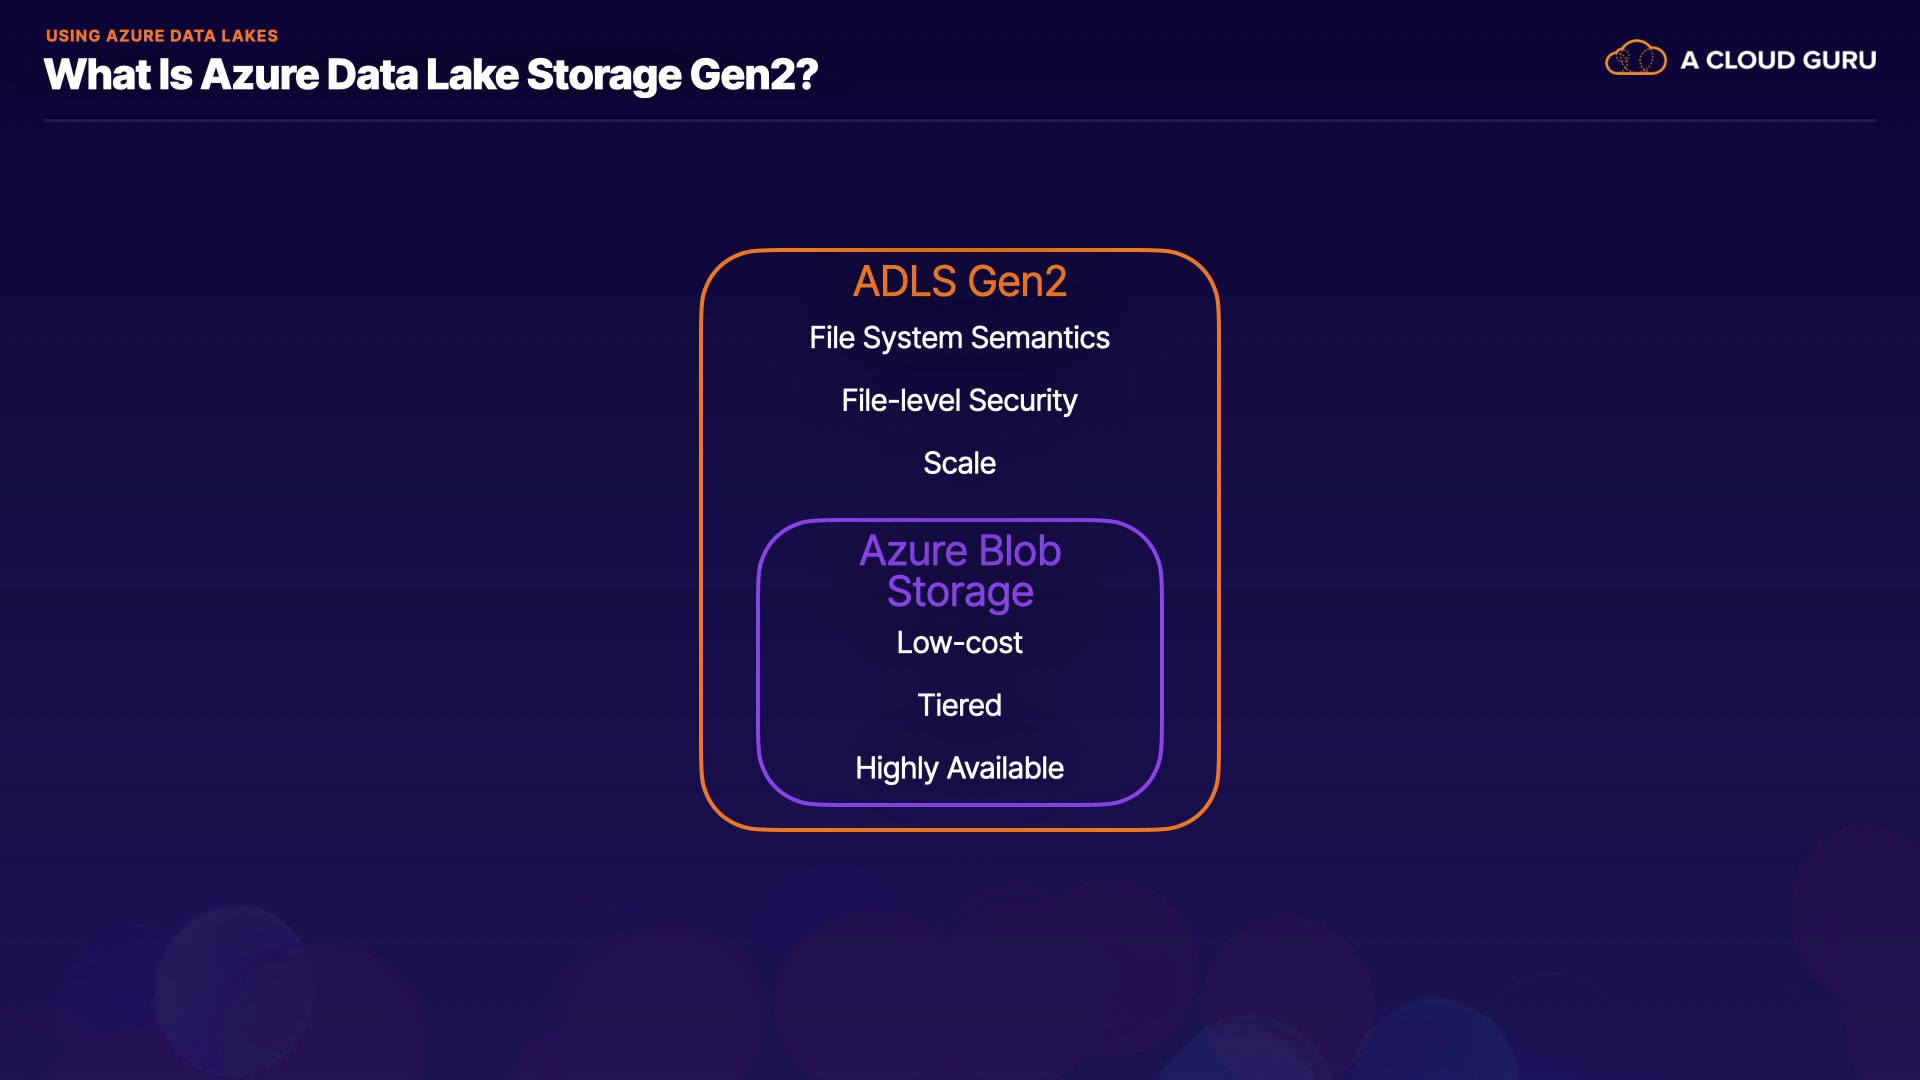 USING AZURE DATA LAKES
What Is Azure Data Lake Storage Gen2?
A CLOUD GURU
ADLS Gen2
File System Semantics
File-level Security
Scale
Azure Blob
Storage
Low-cost
Tiered
Highly Available